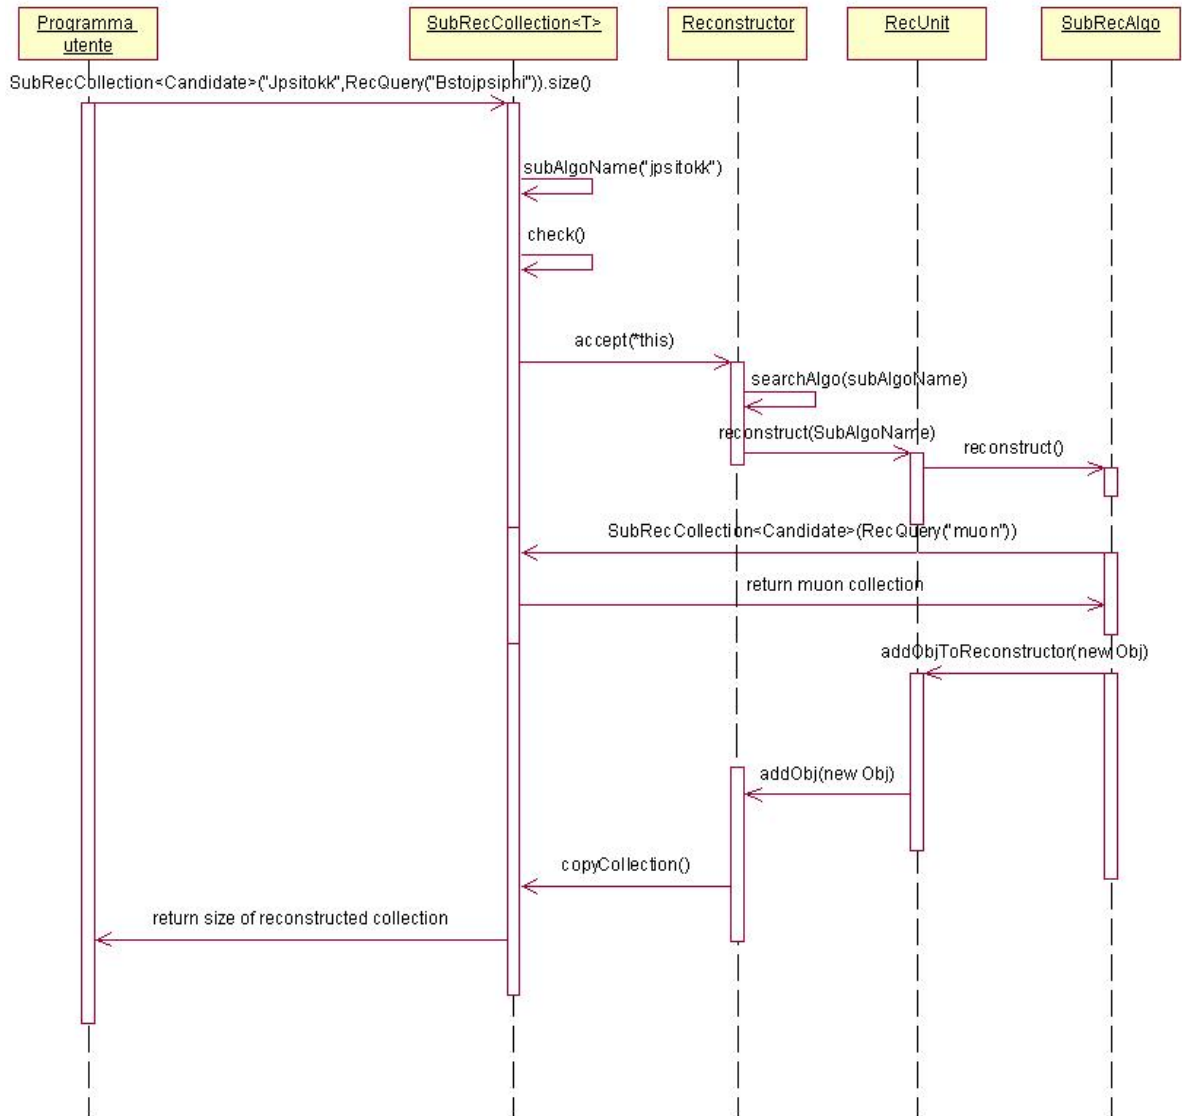 Programma
utente
SubRecCollection<T>
Reconstructor
RecUnit
SubRecAlgo
SubRecCollection<Candidate>("Jpsitokk",RecQuery("Bstojpsiphi")).size()
subAlgoName("jpsitokk")
check()
accept(*this)
searchAlgo(subAlgoName)
reconstruct(SubAlgoName)
reconstruct()
SubRecCollection<Candidate>(RecQuery("muon"))
return muon collection
addObjToReconstructor(new Obj)
addObj(new Obj)
copyCollection()
return size of reconstructed collection